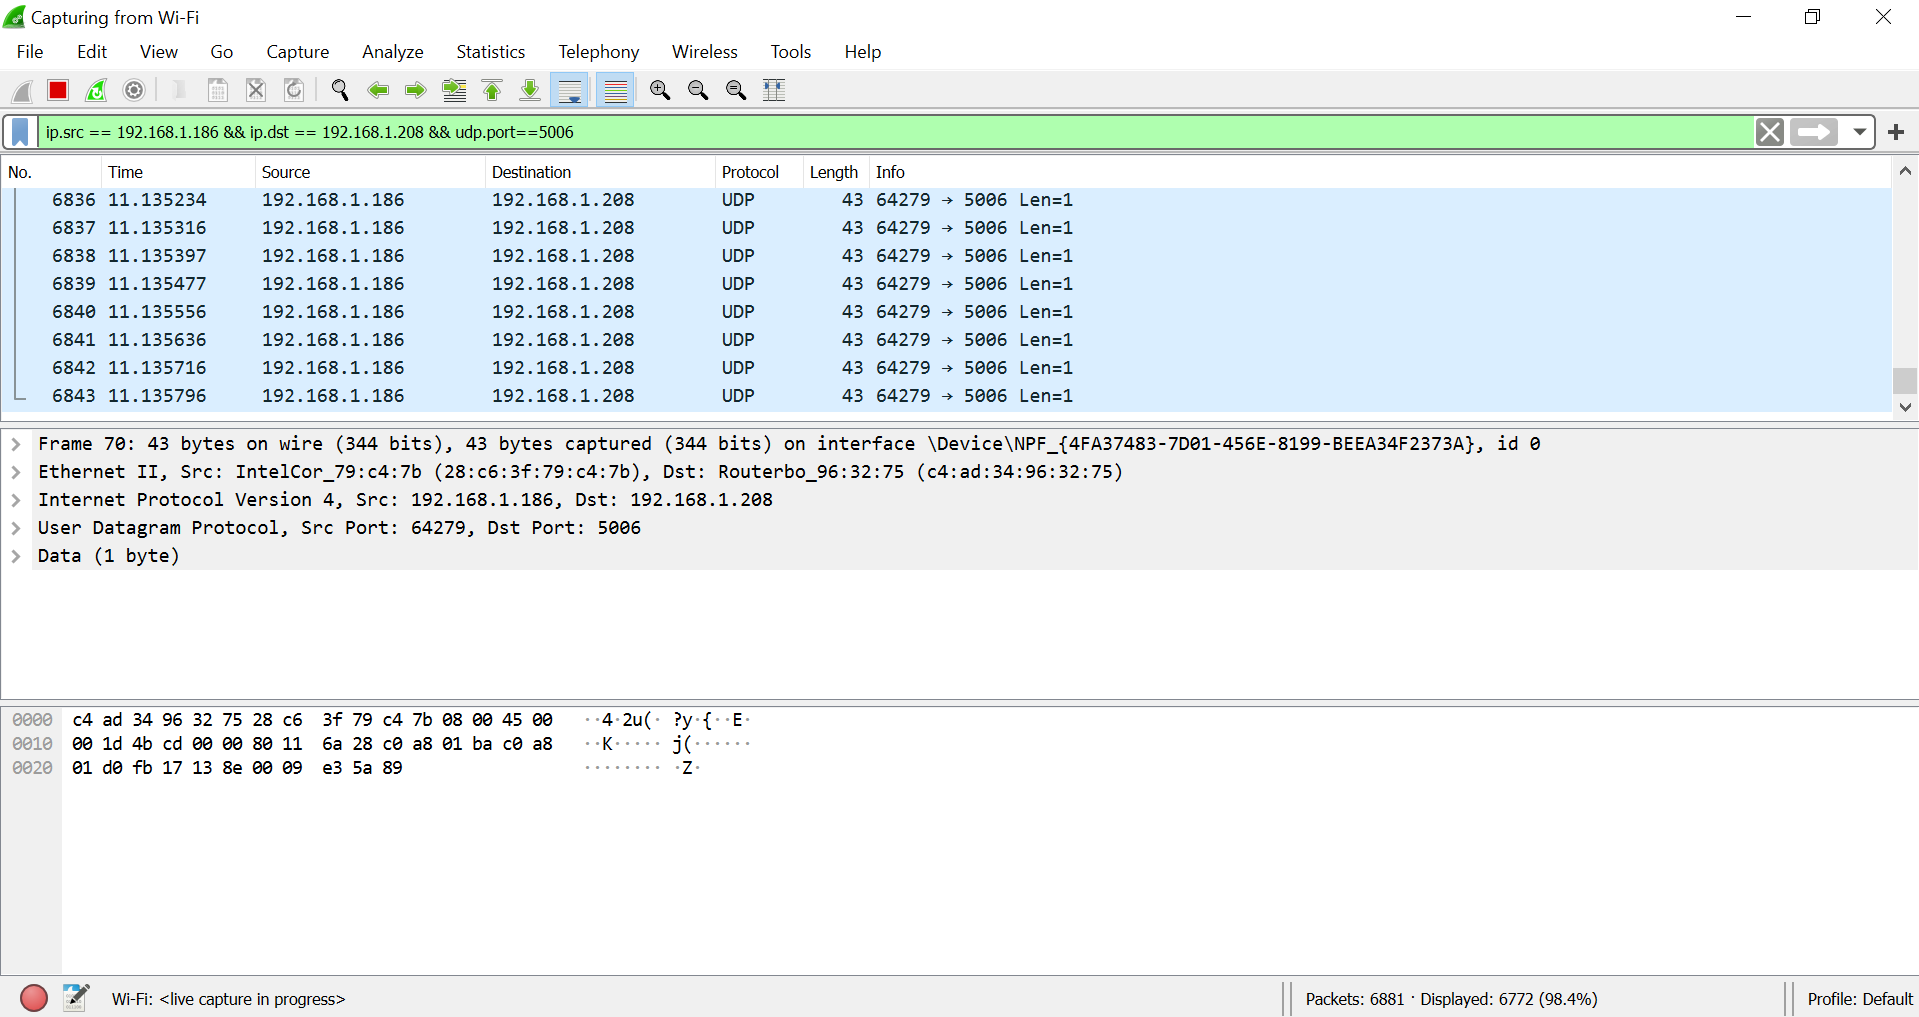 Capturing from Wi-Fi
File Edit View Go Capture Analyze Statistics Telephony Wireless Tools Help
ip.src == 192.168.1.186 && ip.dst == 192.168.1.208 && udp.port==5006
No. Time Source Destination Protocol Length Info
6836 11.135234 192.168.1.186 192.168.1.208 UDP 43 64279 → 5006 Len=1
6837 11.135316 192.168.1.186 192.168.1.208 UDP 43 64279 → 5006 Len=1
6838 11.135397 192.168.1.186 192.168.1.208 UDP 43 64279 → 5006 Len=1
6839 11.135477 192.168.1.186 192.168.1.208 UDP 43 64279 → 5006 Len=1
6840 11.135556 192.168.1.186 192.168.1.208 UDP 43 64279 → 5006 Len=1
6841 11.135636 192.168.1.186 192.168.1.208 UDP 43 64279 → 5006 Len=1
6842 11.135716 192.168.1.186 192.168.1.208 UDP 43 64279 → 5006 Len=1
6843 11.135796 192.168.1.186 192.168.1.208 UDP 43 64279 → 5006 Len=1
Frame 70: 43 bytes on wire (344 bits), 43 bytes captured (344 bits) on interface \Device\NPF_{4FA37483-7D01-456E-8199-BEEA34F2373A}, id 0
Ethernet II, Src: IntelCor_79:c4:7b (28:c6:3f:79:c4:7b), Dst: Routerbo_96:32:75 (c4:ad:34:96:32:75)
Internet Protocol Version 4, Src: 192.168.1.186, Dst: 192.168.1.208
User Datagram Protocol, Src Port: 64279, Dst Port: 5006
Data (1 byte)
0000 c4 ad 34 96 32 75 28 c6 3f 79 c4 7b 08 00 45 00 ··4·2u(· ?y·{··E·
0010 00 1d 4b cd 00 00 80 11 6a 28 c0 a8 01 ba c0 a8 ··K····· j(······
0020 01 d0 fb 17 13 8e 00 09 e3 5a 89 ········ ·Z·
Wi-Fi: <live capture in progress> Packets: 6881 · Displayed: 6772 (98.4%) Profile: Default